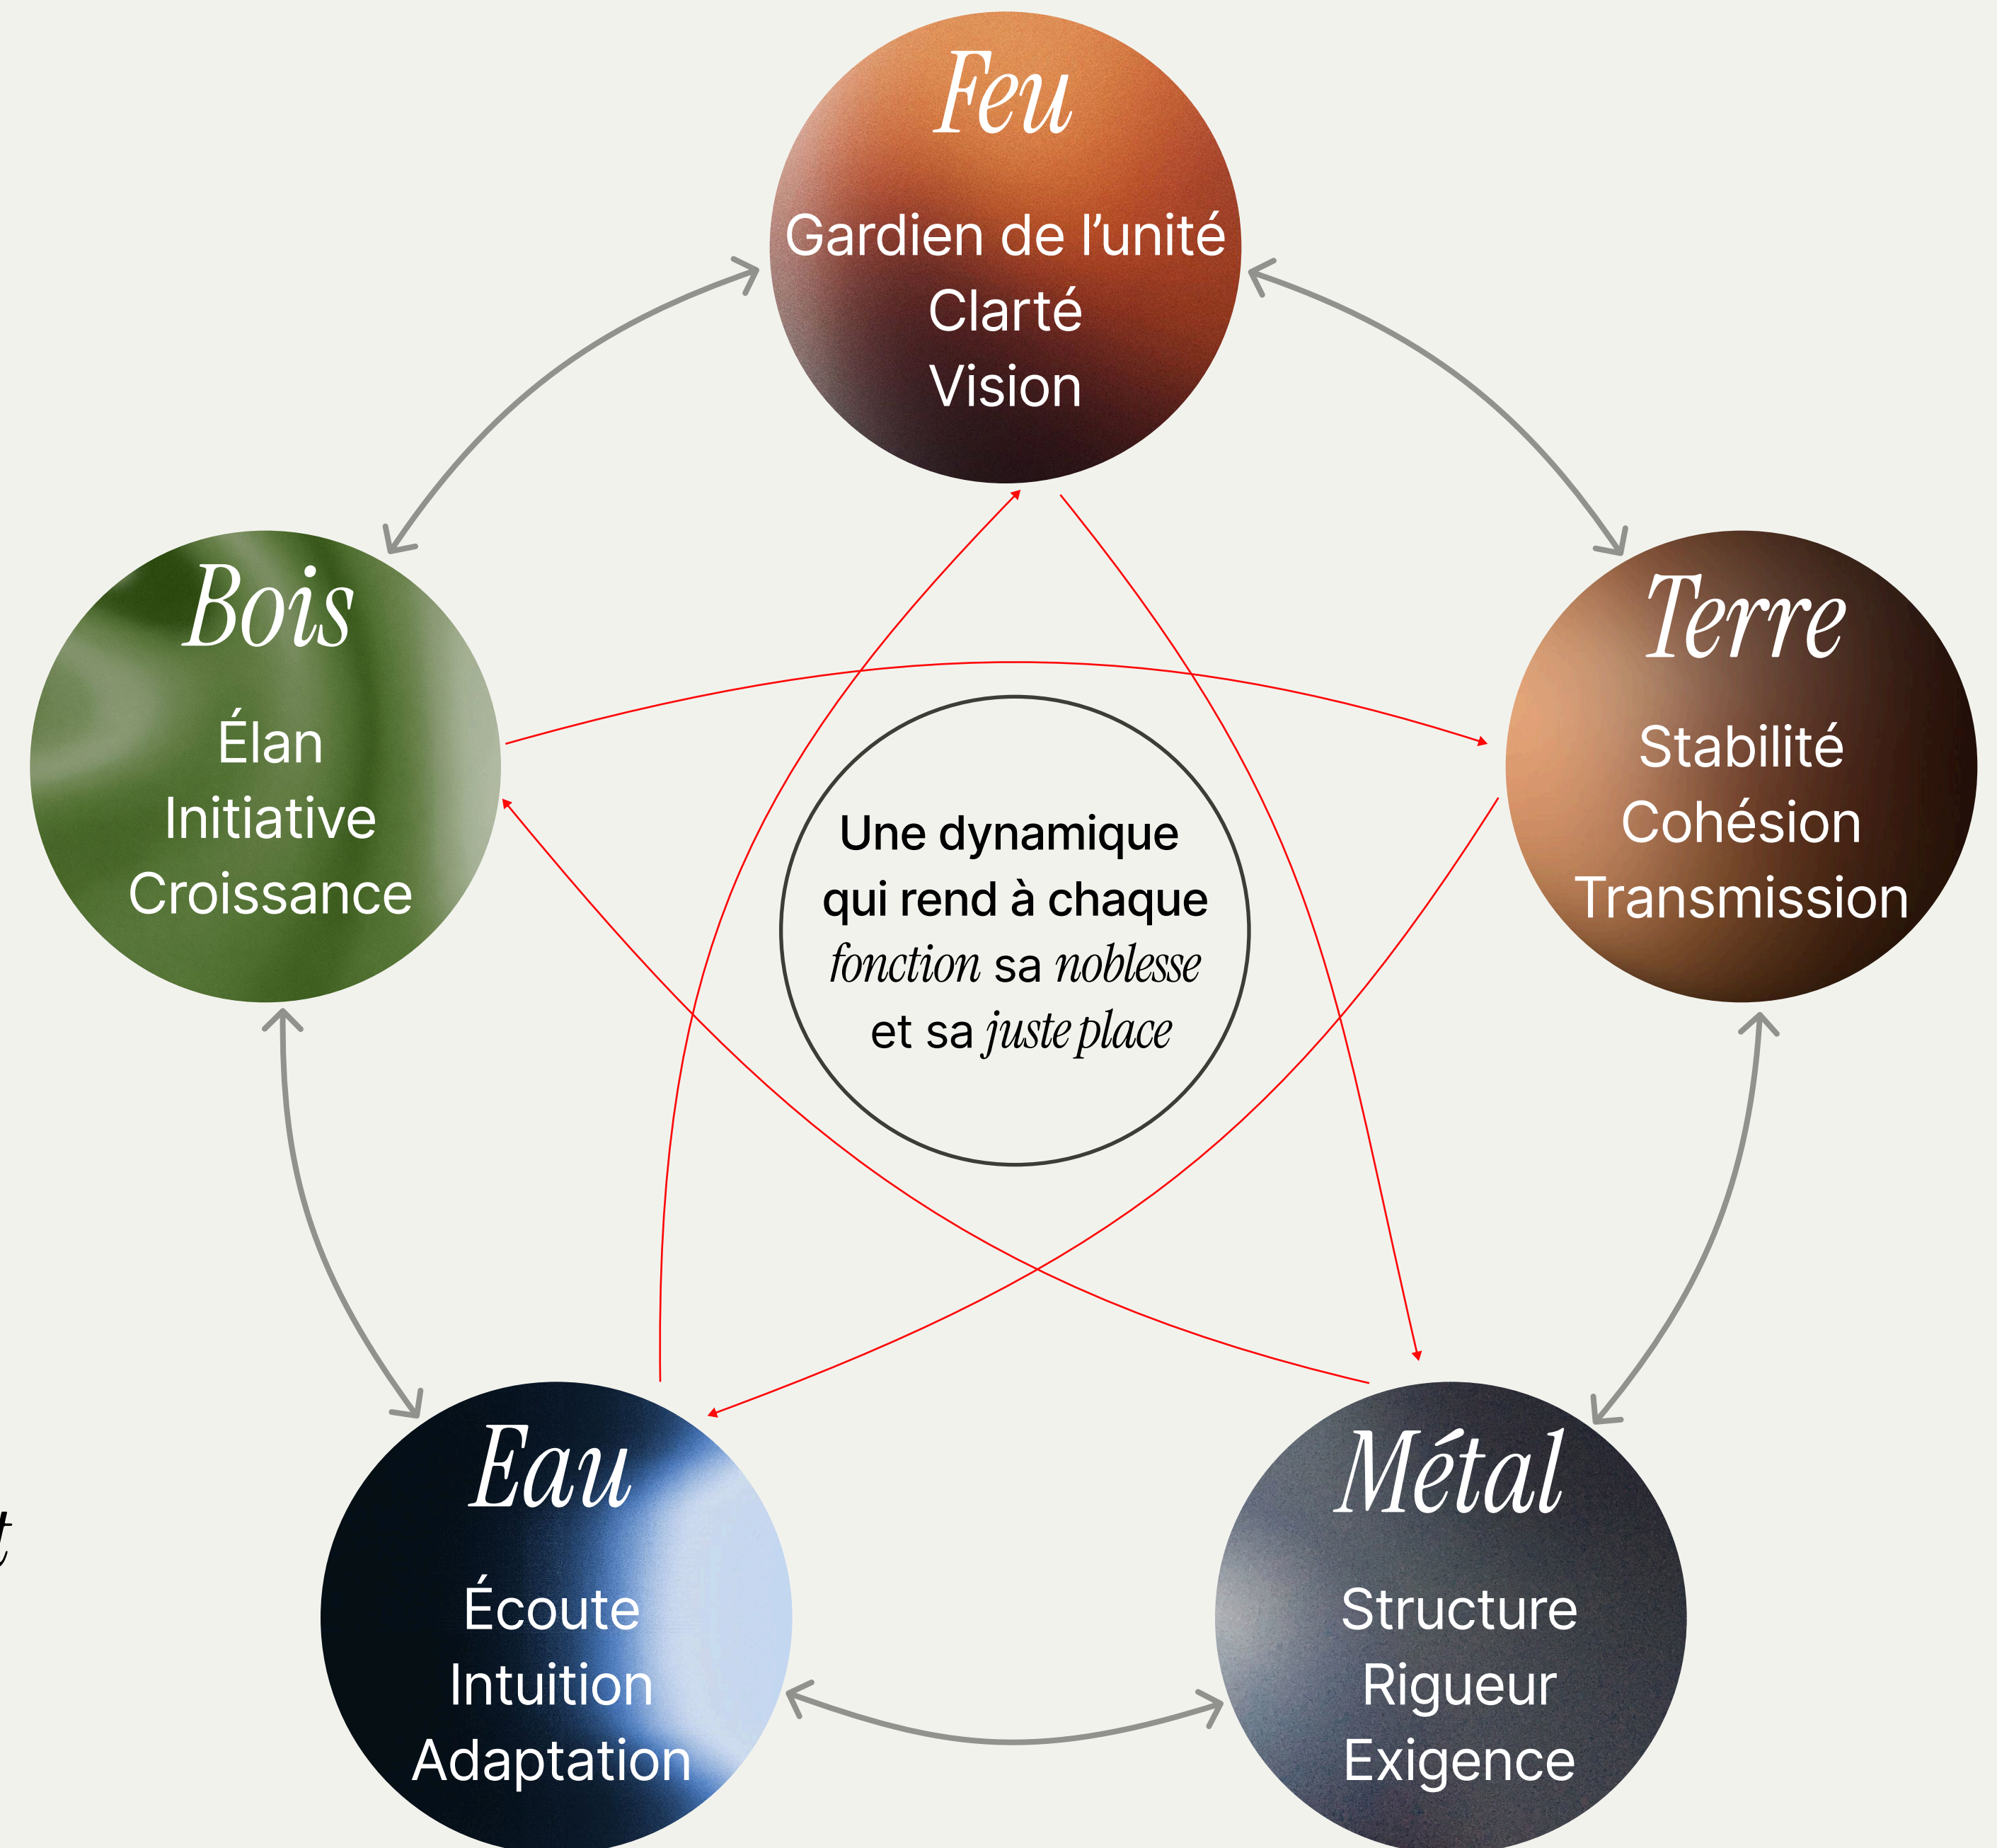 Feu
Gardien de l’unité
Clarté
Vision
Bois
Élan
Initiative
Croissance
Terre
Stabilité
Cohésion
Transmission
Une dynamique
qui rend à chaque
fonction sa noblesse
et sa juste place
Eau
Écoute
Intuition
Adaptation
Métal
Structure
Rigueur
Exigence
t